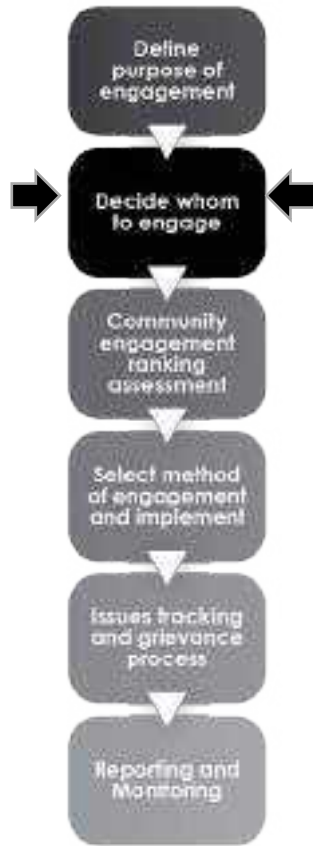 Define
purpose of
engagement
Decide whom
to engage
Community
engagement
ranking
assessment
Select method
of engagement
and implement
Issues tracking
and grievance
process
Reporting and
Monitoring